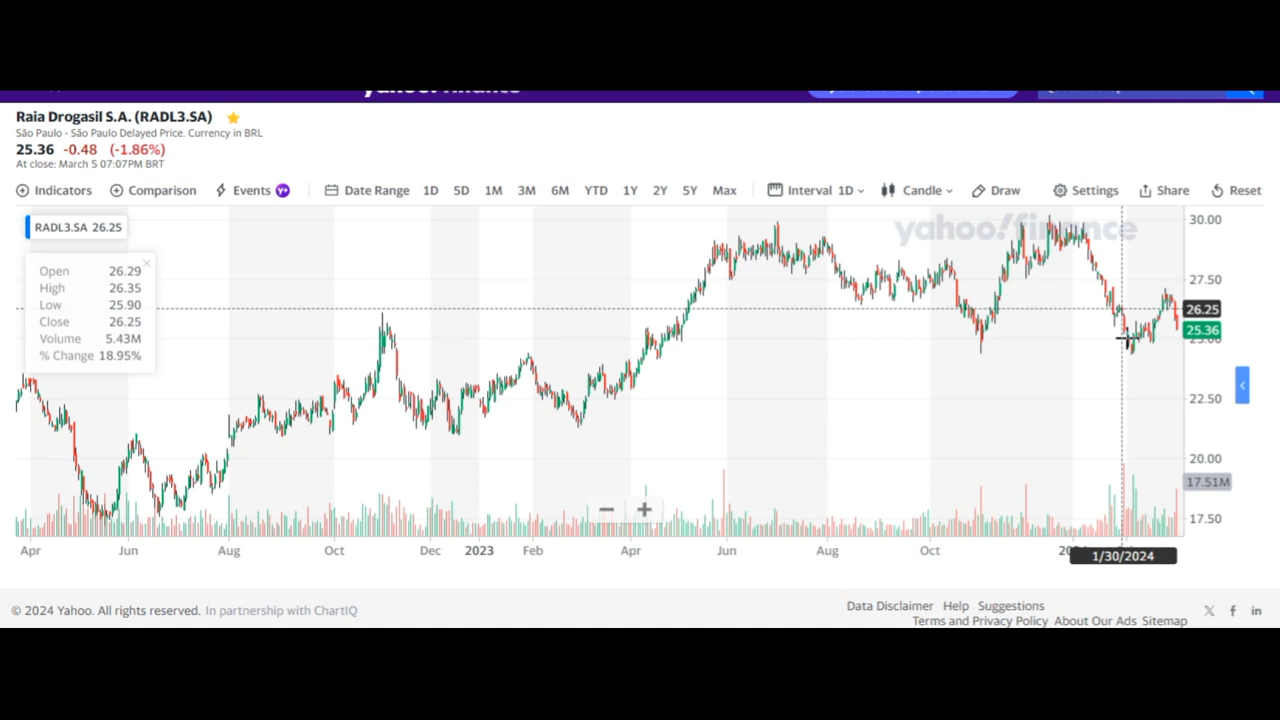 Raia Drogasil S.A. (RADL3.SA)
São Paulo - São Paulo Delayed Price. Currency in BRL
25.36 -0.48 (-1.86%)
At close: March 5 07:07PM BRT
Indicators Comparison Events Y+ Date Range 1D 5D 1M 3M 6M YTD 1Y 2Y 5Y Max Interval 1D Candle Draw Settings Share Reset
RADL3.SA 26.25
yahoo!finance
Open 26.29
High 26.35
Low 25.90
Close 26.25
Volume 5.43M
% Change 18.95%
30.00
27.50
26.25
25.36
25.00
22.50
20.00
17.51M
17.50
Apr Jun Aug Oct Dec 2023 Feb Apr Jun Aug Oct
1/30/2024
© 2024 Yahoo. All rights reserved. In partnership with ChartIQ
Data Disclaimer Help Suggestions
Terms and Privacy Policy About Our Ads Sitemap